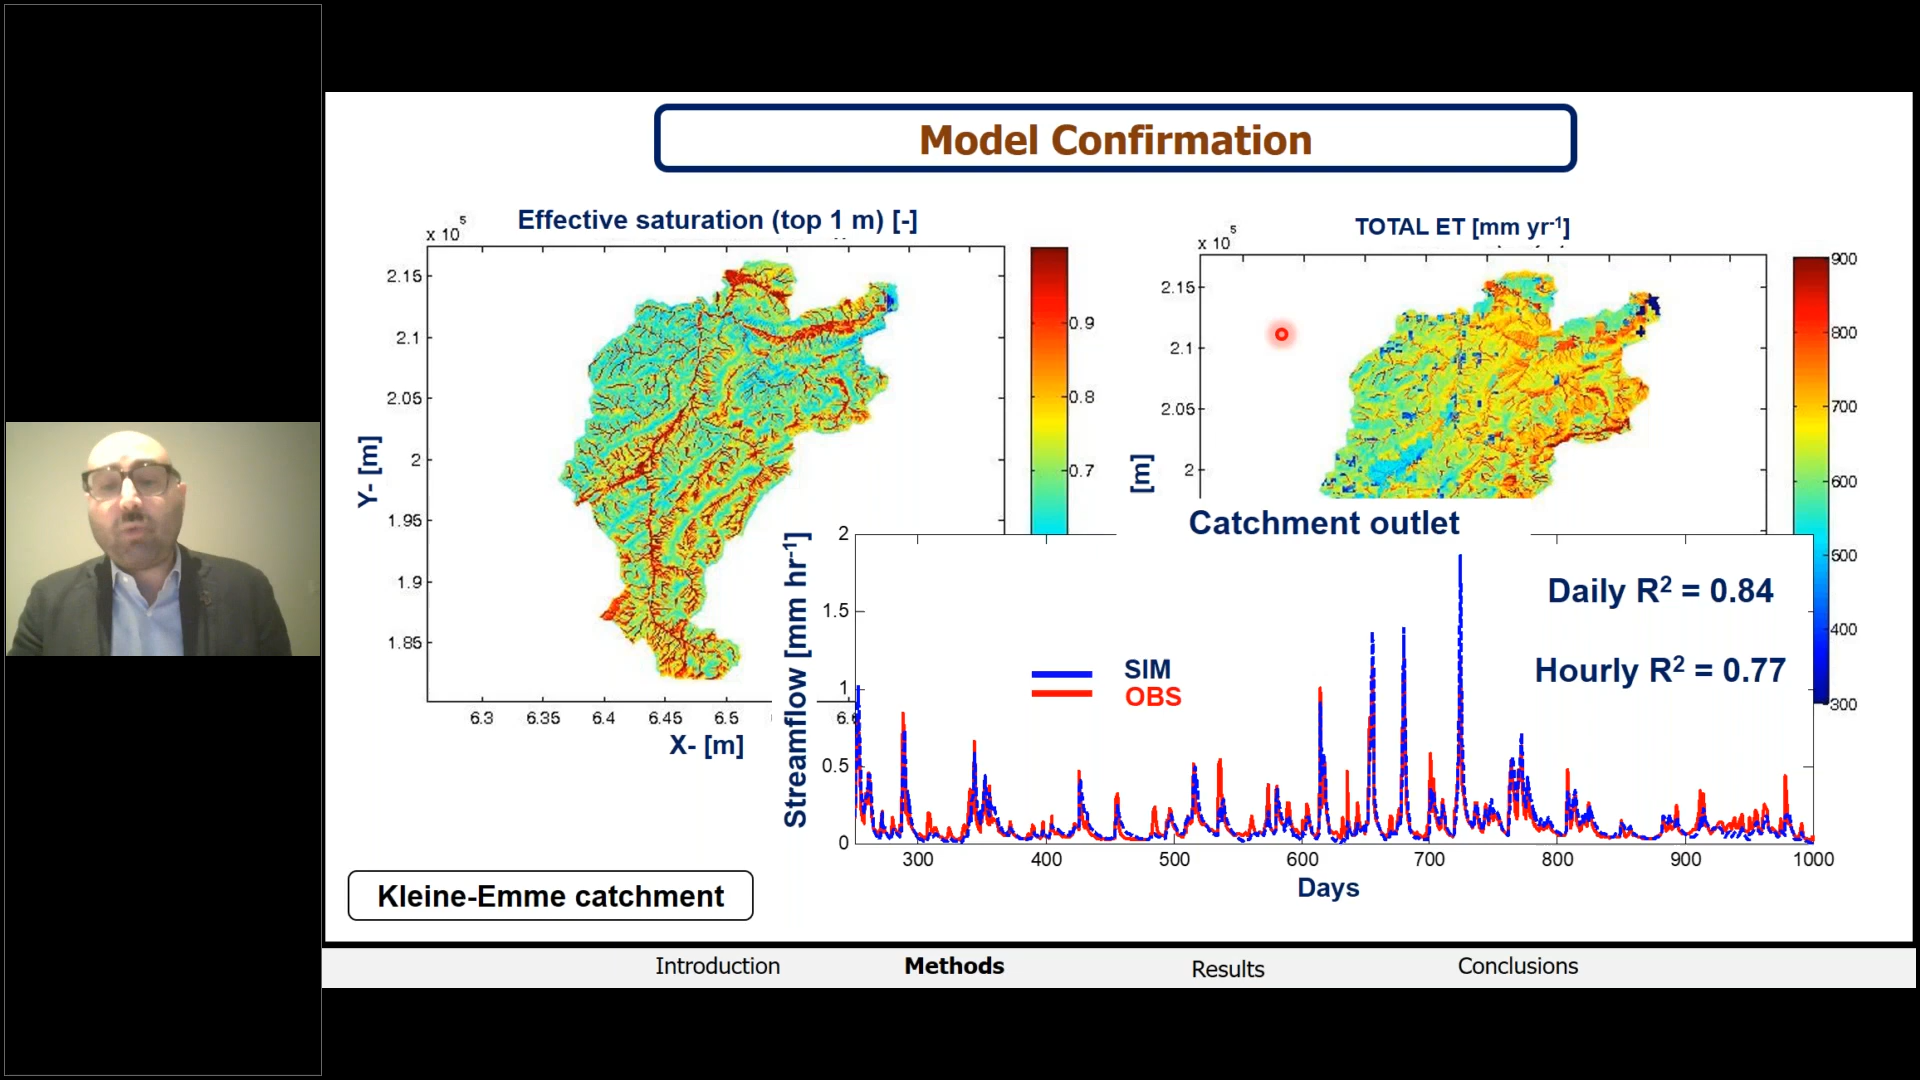 Model Confirmation
Effective saturation (top 1 m) [-]
x 10⁵
2.15
2.1
2.05
2
1.95
1.9
1.85
Y- [m]
6.3 6.35 6.4 6.45 6.5 6.6
X- [m]
0.9
0.8
0.7
TOTAL ET [mm yr⁻¹]
x 10⁵
2.15
2.1
2.05
2
[m]
900
800
700
600
500
400
300
Catchment outlet
Streamflow [mm hr⁻¹]
2
1.5
1
0.5
0
SIM
OBS
Daily R² = 0.84
Hourly R² = 0.77
300 400 500 600 700 800 900 1000
Days
Kleine-Emme catchment
Introduction Methods Results Conclusions